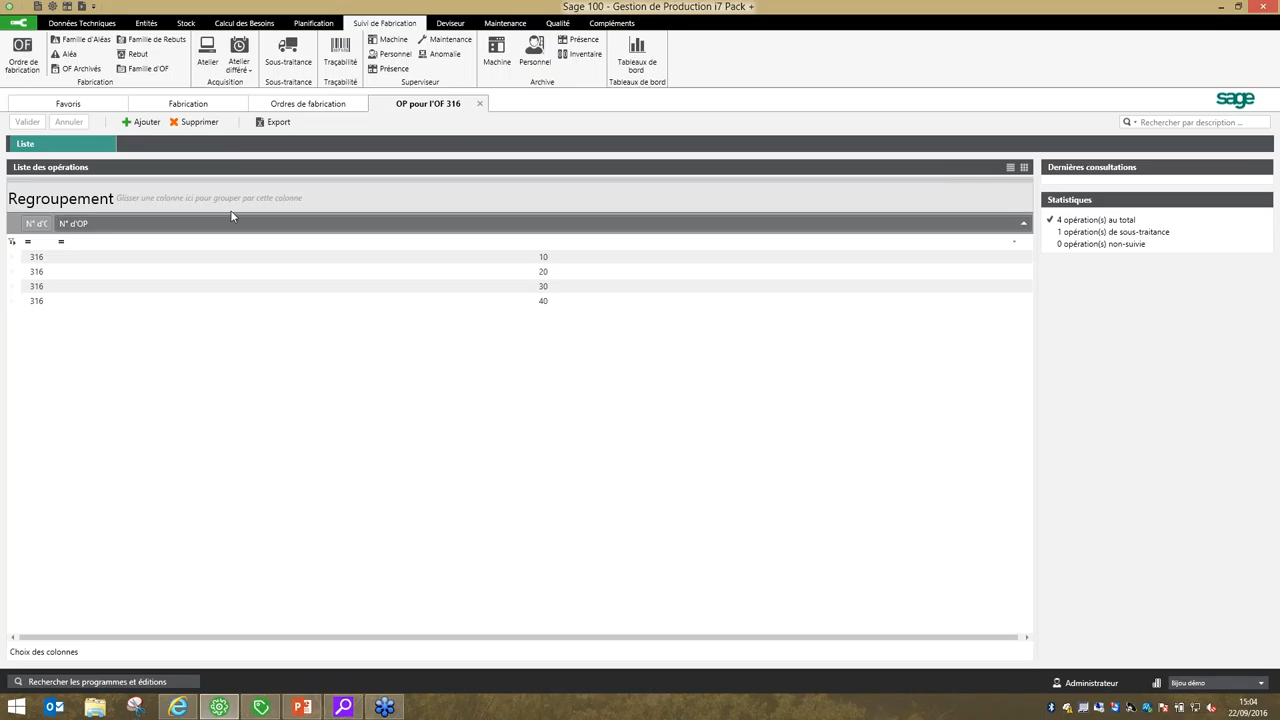 Sage 100 - Gestion de Production i7 Pack +
Données Techniques Entités Stock Calcul des Besoins Planification Suivi de Fabrication Deviseur Maintenance Qualité Compléments
OF Ordre de fabrication
Famille d'Aléas
Aléa
OF Archivés
Famille de Rebuts
Rebut
Famille d'OF
Fabrication
Atelier
Atelier différé
Acquisition
Sous-traitance
Sous-traitance
Traçabilité
Traçabilité
Machine
Personnel
Présence
Maintenance
Anomalie
Superviseur
Machine
Personnel
Présence
Inventaire
Archive
Tableaux de bord
Tableaux de bord
Favoris Fabrication Ordres de fabrication OP pour l'OF 316
sage
Valider Annuler Ajouter Supprimer Export Rechercher par description ...
Liste
Liste des opérations
Regroupement Glisser une colonne ici pour grouper par cette colonne
N° d'O N° d'OP
= =
316 10
316 20
316 30
316 40
Choix des colonnes
Dernières consultations
Statistiques
4 opération(s) au total
1 opération(s) de sous-traitance
0 opération(s) non-suivie
Rechercher les programmes et éditions
Administrateur
Bijou démo
15:04
22/09/2016